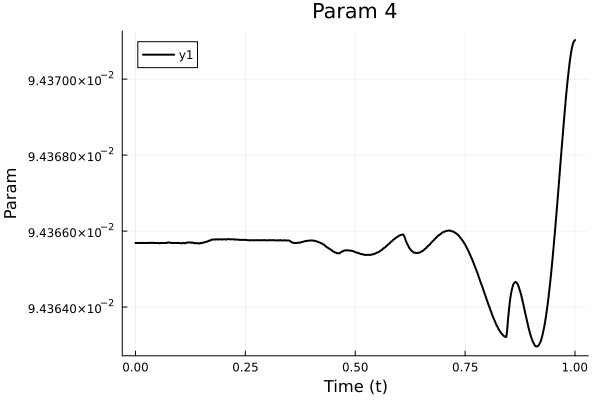 Param 4
y1
Param
9.43700×10⁻²
9.43680×10⁻²
9.43660×10⁻²
9.43640×10⁻²
0.00 0.25 0.50 0.75 1.00
Time (t)